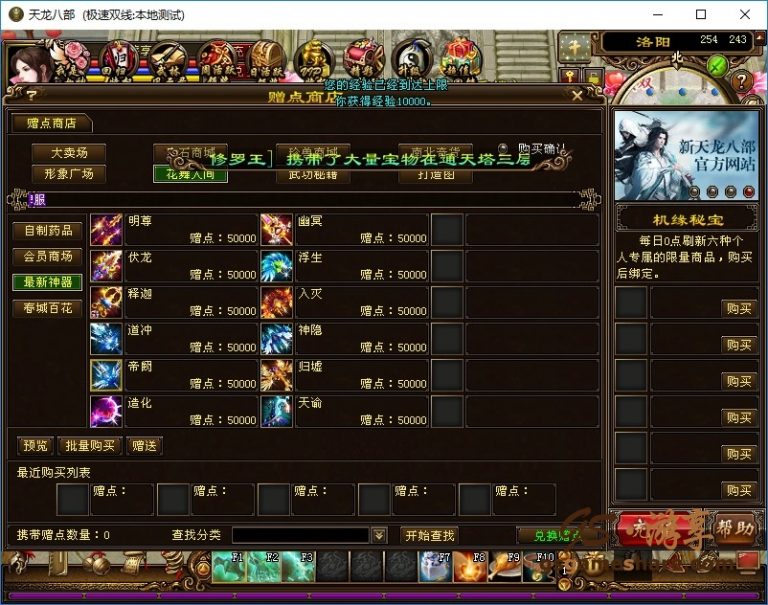 天龙八部 (极速双线:本地测试)
洛阳 254 243
北
您的经验已经到达上限
你获得经验10000。
赠点商店
赠点商店
大卖场
购买确认
修罗王] 携带了大量宝物在通天塔三层
形象广场 花舞人间 武功秘籍 打造图
自制药品
会员商场
最新神器
春城百花
明尊 赠点：50000
幽冥 赠点：50000
伏龙 赠点：50000
浮生 赠点：50000
释迦 赠点：50000
入灭 赠点：50000
道冲 赠点：50000
神隐 赠点：50000
帝阙 赠点：50000
归墟 赠点：50000
造化 赠点：50000
天谕 赠点：50000
预览 批量购买 赠送
最近购买列表
赠点： 赠点： 赠点： 赠点： 赠点：
携带赠点数量：0 查找分类 开始查找 兑换赠点
新天龙八部
官方网站
机缘秘宝
每日0点刷新六种个
人专属的限量商品，购买
后绑定。
购买
购买
购买
购买
购买
购买
帮助
F1 F2 F3 F7 F8 F9 F10